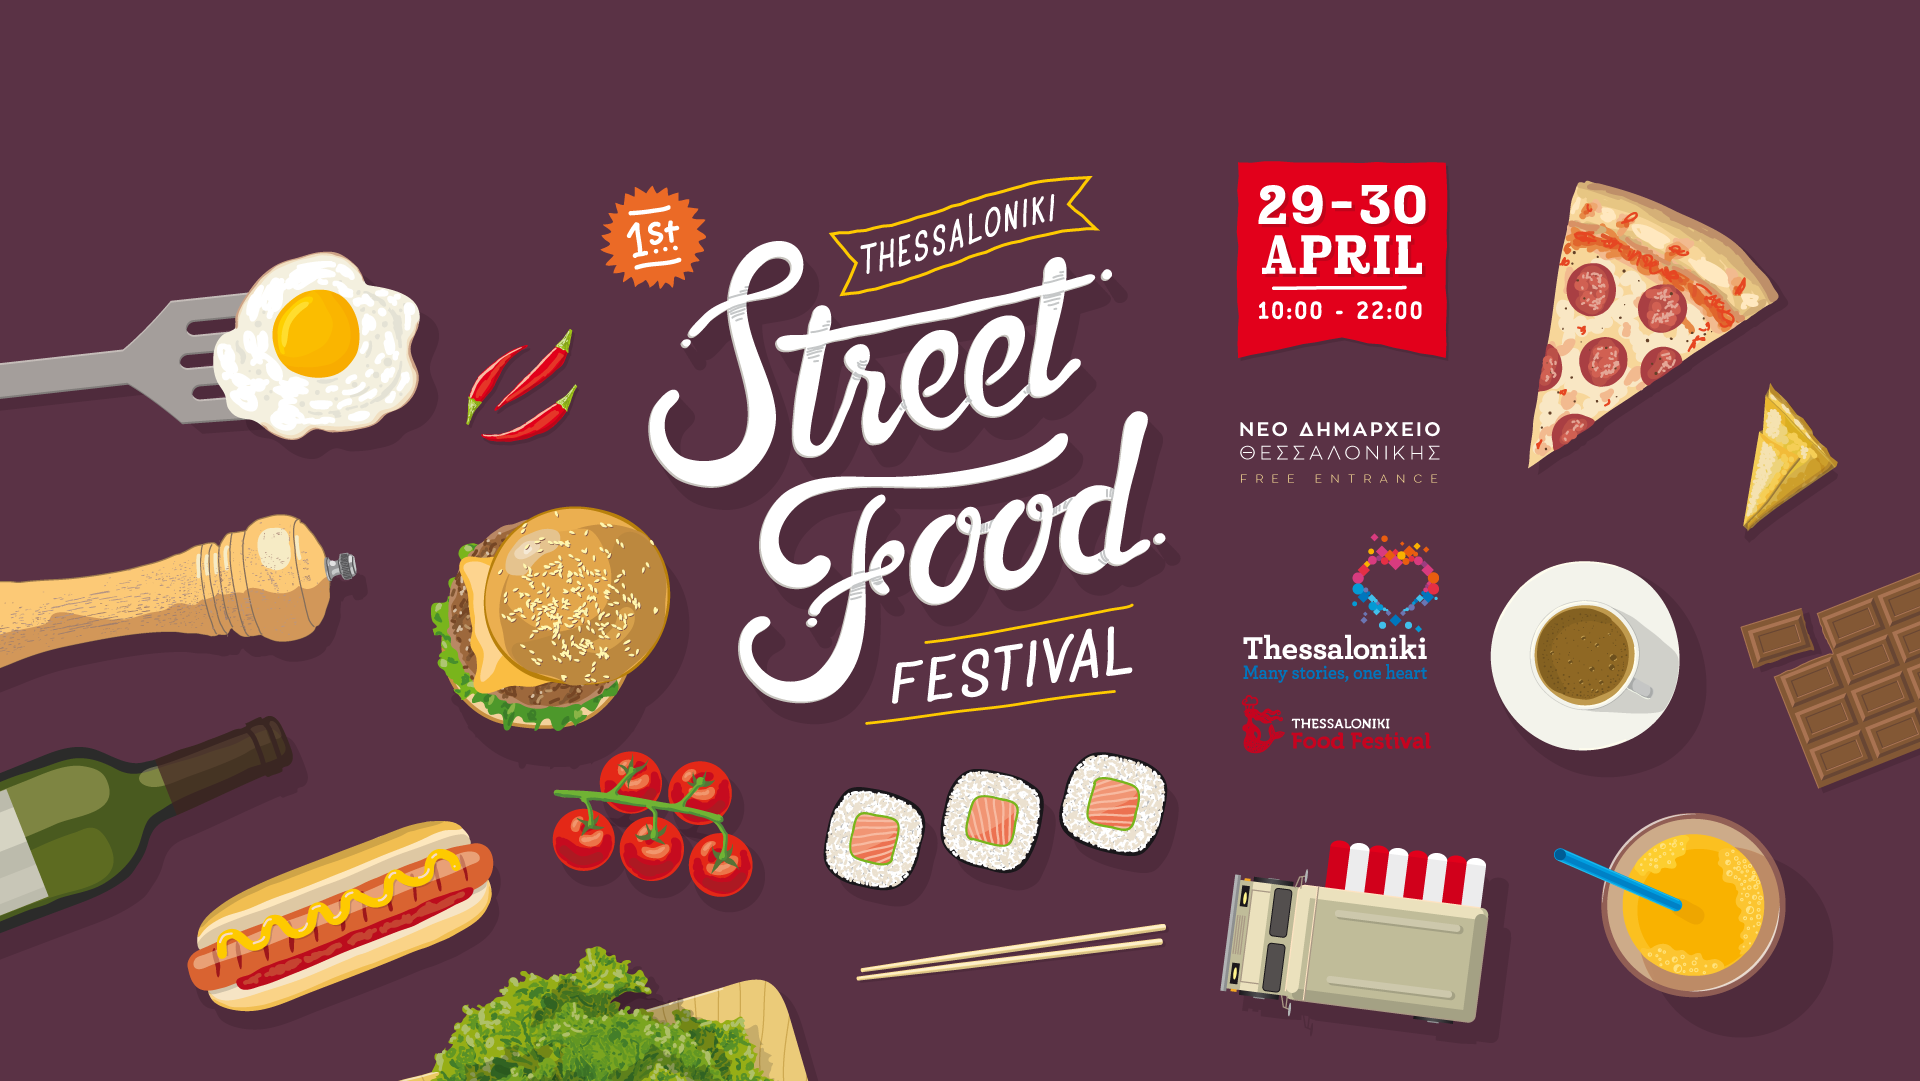 1st
THESSALONIKI
Street
Food
FESTIVAL
29-30
APRIL
10:00 - 22:00
ΝΕΟ ΔΗΜΑΡΧΕΙΟ
ΘΕΣΣΑΛΟΝΙΚΗΣ
FREE ENTRANCE
Thessaloniki
Many stories, one heart
THESSALONIKI
Food Festival